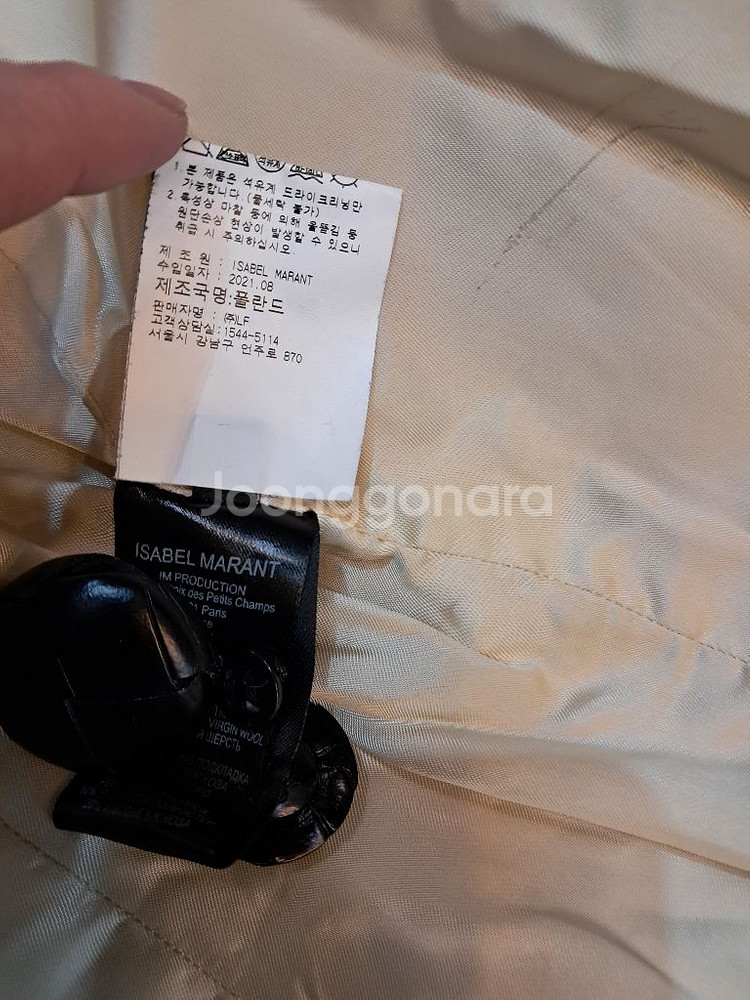 1.본 제품은 석유계 드라이크리닝만
가능합니다.(물세탁 불가)
2.특성상 마찰 등에 의해 올뜯김 등
원단손상 현상이 발생할 수 있으니
취급 시 주의하십시오.
제 조 원 : ISABEL MARANT
수입일자 : 2021.08
제조국명:폴란드
판매자명 : ㈜LF
고객상담실:1544-5114
서울시 강남구 언주로 870
Joonggonara
ISABEL MARANT
IM PRODUCTION
des Petits Champs
Paris
VIRGIN WOOL
ШЕРСТЬ
ПОДКЛАДКА